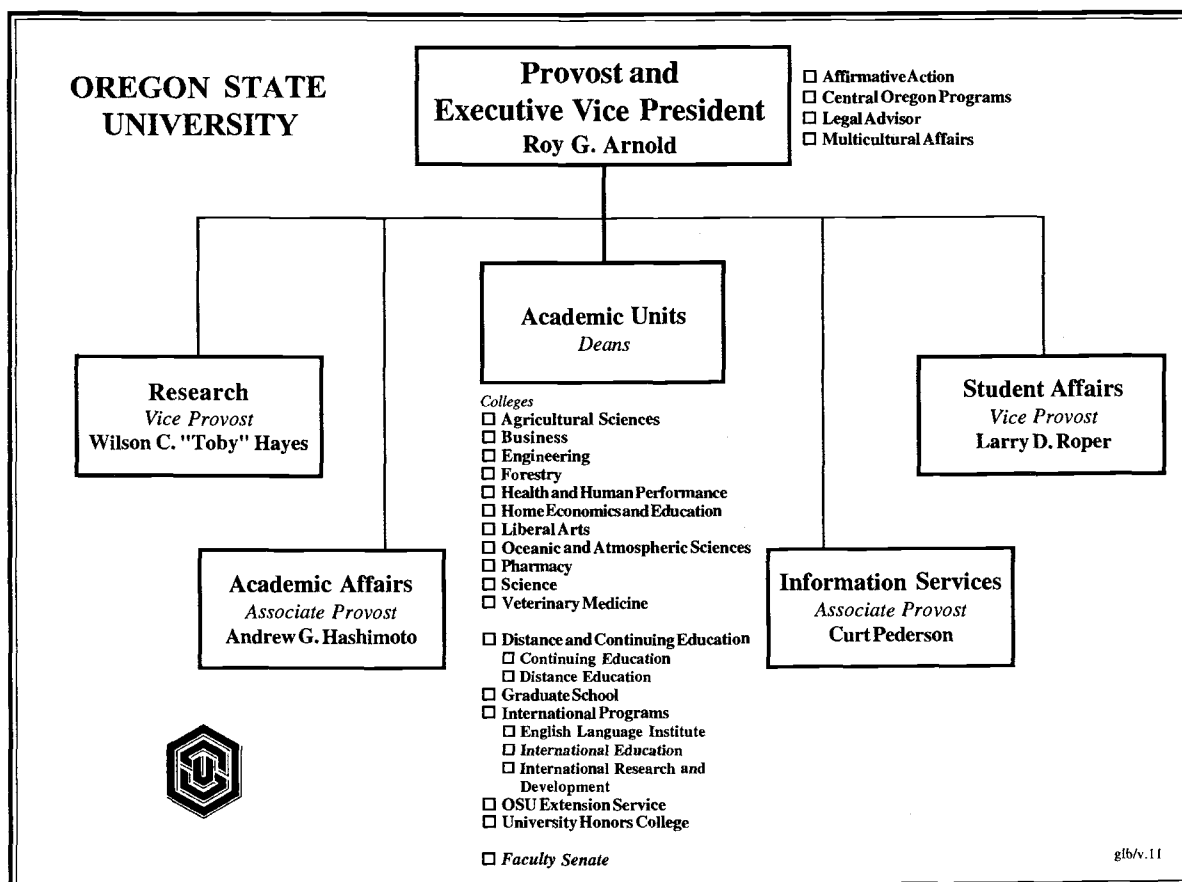 OREGON STATE
UNIVERSITY
Provost and
Executive Vice President
Roy G. Arnold
☐ Affirmative Action
☐ Central Oregon Programs
☐ Legal Advisor
☐ Multicultural Affairs
Academic Units
Deans
Research
Vice Provost
Wilson C. "Toby" Hayes
Student Affairs
Vice Provost
Larry D. Roper
Academic Affairs
Associate Provost
Andrew G. Hashimoto
Information Services
Associate Provost
Curt Pederson
Colleges
☐ Agricultural Sciences
☐ Business
☐ Engineering
☐ Forestry
☐ Health and Human Performance
☐ Home Economics and Education
☐ Liberal Arts
☐ Oceanic and Atmospheric Sciences
☐ Pharmacy
☐ Science
☐ Veterinary Medicine
☐ Distance and Continuing Education
☐ Continuing Education
☐ Distance Education
☐ Graduate School
☐ International Programs
☐ English Language Institute
☐ International Education
☐ International Research and
Development
☐ OSU Extension Service
☐ University Honors College
☐ Faculty Senate